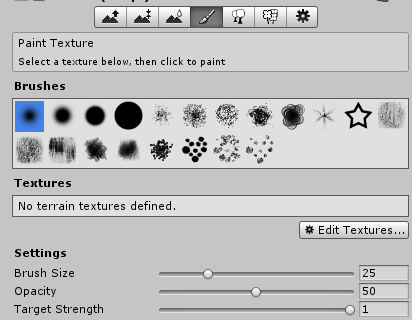 Paint Texture
Select a texture below, then click to paint
Brushes
Textures
No terrain textures defined.
Edit Textures...
Settings
Brush Size 25
Opacity 50
Target Strength 1